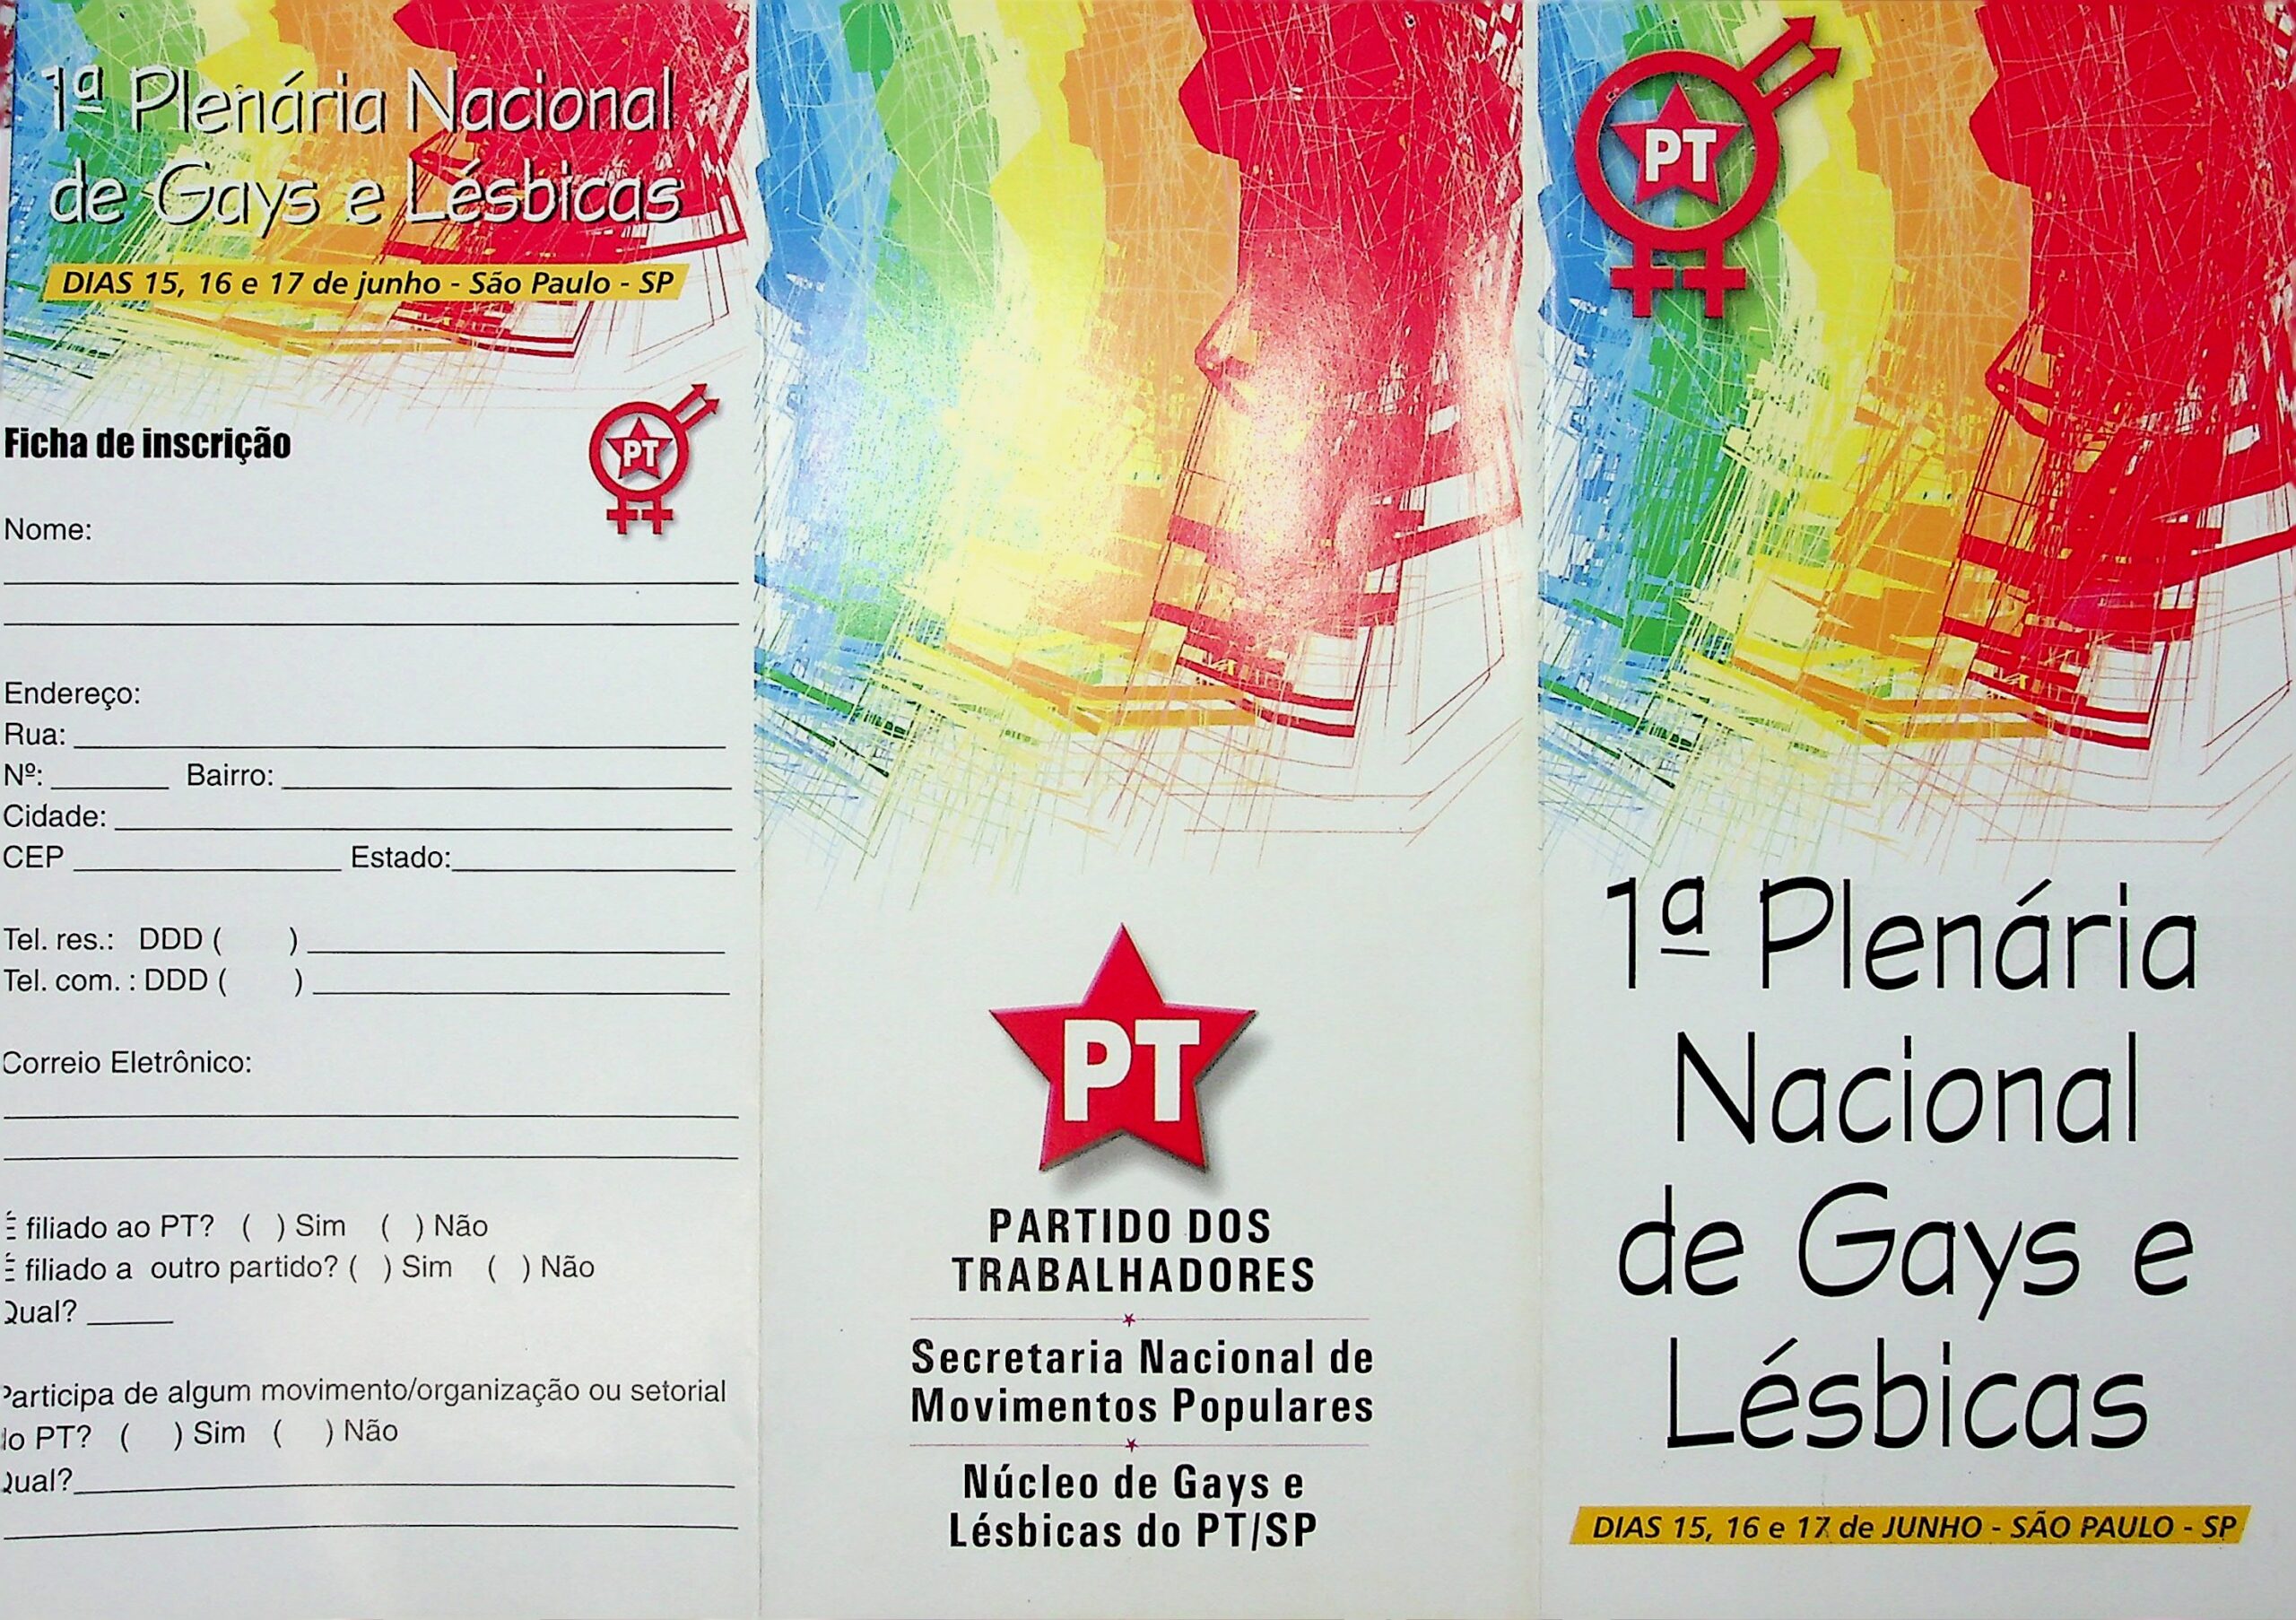 1ª Plenária Nacional
de Gays e Lésbicas
DIAS 15, 16 e 17 de junho - São Paulo - SP
Ficha de inscrição
PT
Nome:
Endereço:
Rua:
Nº: Bairro:
Cidade:
CEP Estado:
Tel. res.: DDD ( )
Tel. com. : DDD ( )
Correio Eletrônico:
É filiado ao PT? ( ) Sim ( ) Não
É filiado a outro partido? ( ) Sim ( ) Não
Qual?
Participa de algum movimento/organização ou setorial
do PT? ( ) Sim ( ) Não
Qual?
PT
PARTIDO DOS
TRABALHADORES
Secretaria Nacional de
Movimentos Populares
Núcleo de Gays e
Lésbicas do PT/SP
PT
1ª Plenária
Nacional
de Gays e
Lésbicas
DIAS 15, 16 e 17 de JUNHO - SÃO PAULO - SP